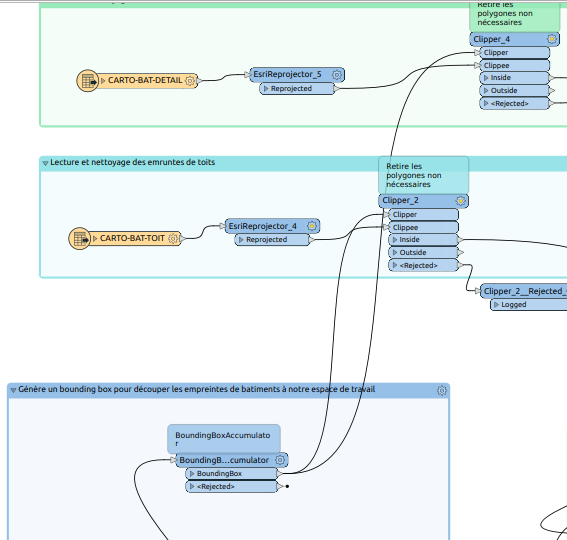 Retire les
polygones non
nécessaires
Clipper_4
Clipper
Clippee
Inside
Outside
<Rejected>
CARTO-BAT-DETAIL
EsriReprojector_5
Reprojected
Lecture et nettoyage des emruntes de toits
Retire les
polygones non
nécessaires
Clipper_2
Clipper
Clippee
Inside
Outside
<Rejected>
CARTO-BAT-TOIT
EsriReprojector_4
Reprojected
Clipper_2__Rejected_
Logged
Génère un bounding box pour découper les empreintes de batiments à notre espace de travail
BoundingBoxAccumulato
r
BoundingB...cumulator
BoundingBox
<Rejected>